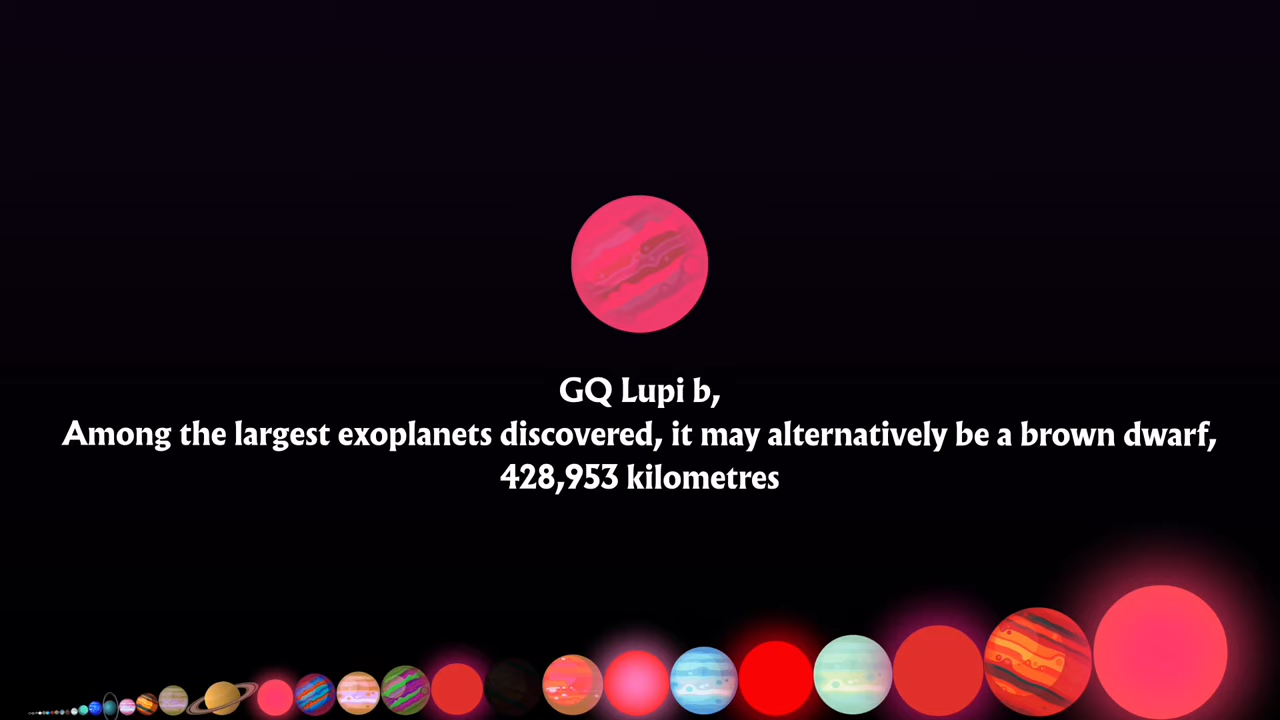 GQ Lupi b,
Among the largest exoplanets discovered, it may alternatively be a brown dwarf,
428,953 kilometres